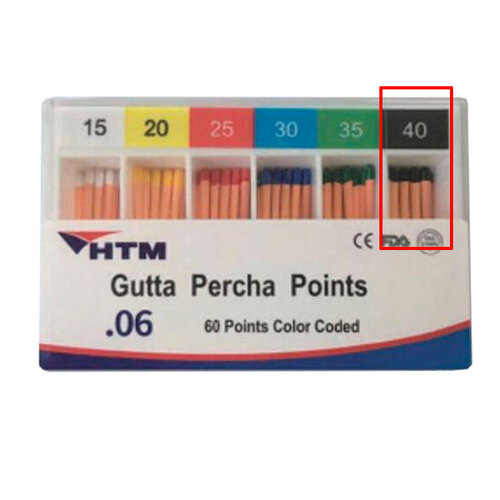 15 20 25 30 35 40
HTM
CE FDA
Gutta Percha Points
.06
60 Points Color Coded